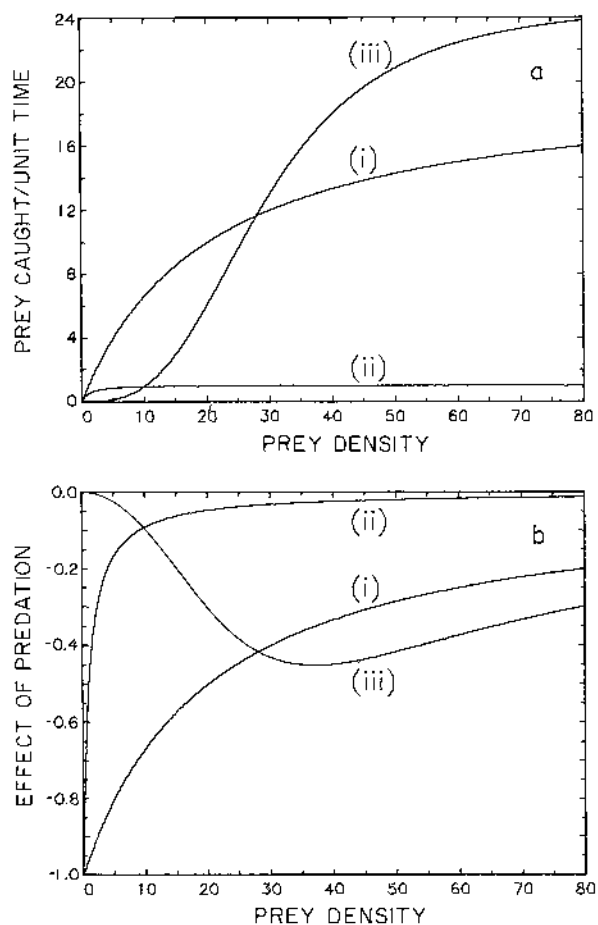 24
20
16
12
8
4
0
(iii)
a
(i)
(ii)
0 10 20 30 40 50 60 70 80
PREY DENSITY
PREY CAUGHT/UNIT TIME
0.0
-0.2
-0.4
-0.6
-0.8
-1.0
(ii)
b
(i)
(iii)
0 10 20 30 40 50 60 70 80
PREY DENSITY
EFFECT OF PREDATION